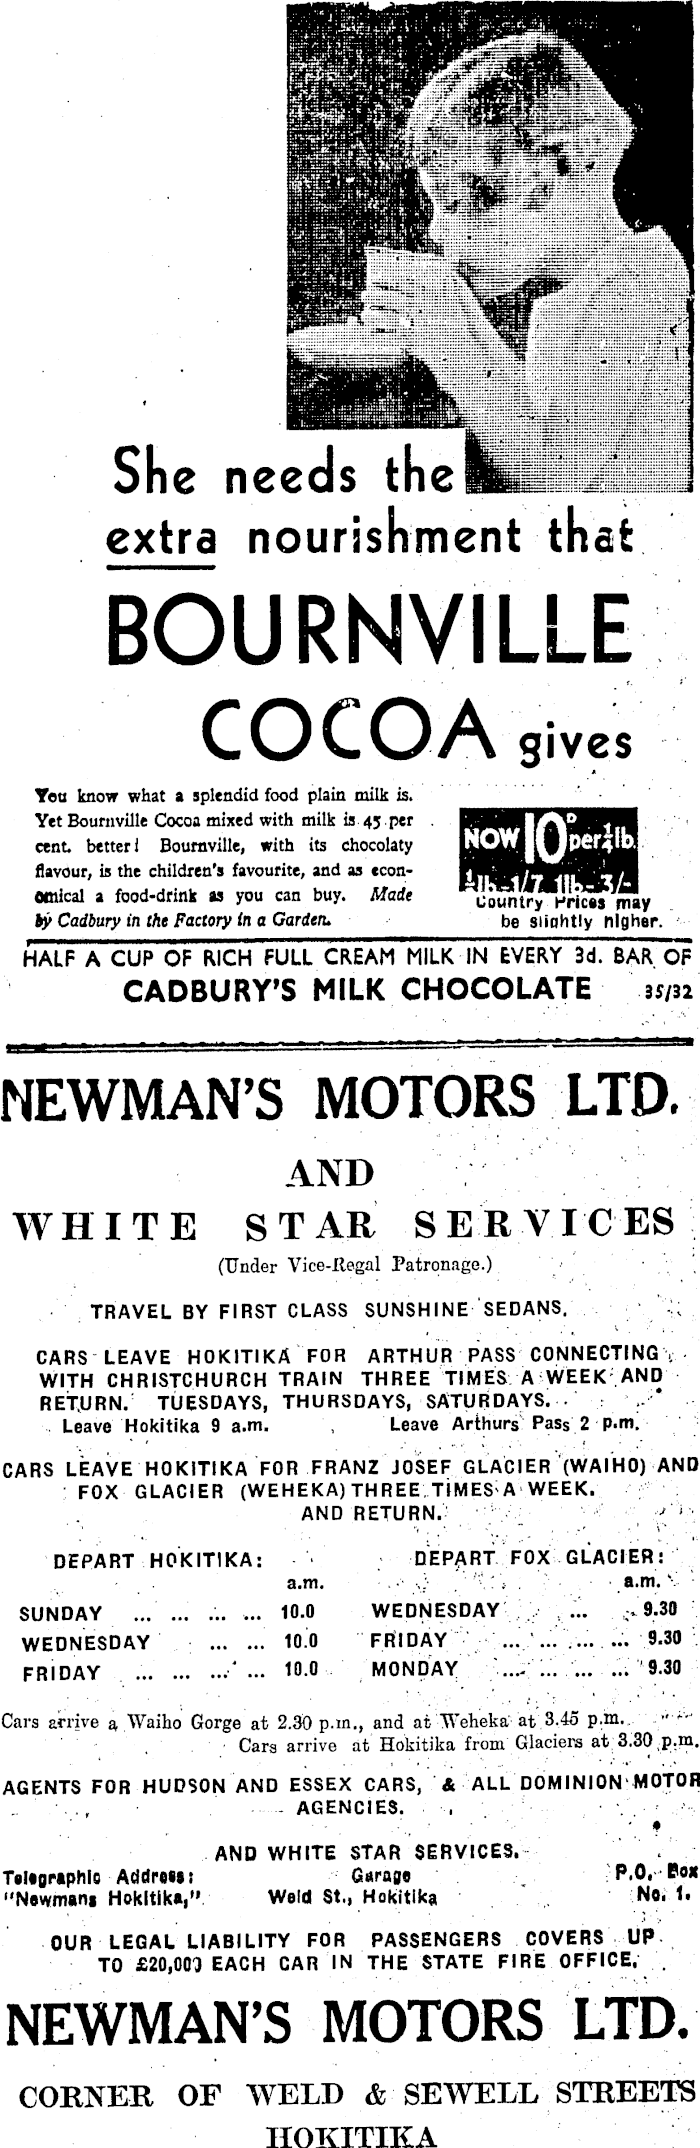 She needs the
extra nourishment that
BOURNVILLE
COCOA gives
You know what a splendid food plain milk is.
Yet Bournville Cocoa mixed with milk is 45 per
cent. better! Bournville, with its chocolaty
flavour, is the children's favourite, and as econ-
omical a food-drink as you can buy. Made
by Cadbury in the Factory in a Garden.
NOW 10D per ¼lb.
½lb.-1/7 1lb-3/-
Country Prices may
be slightly higher.
HALF A CUP OF RICH FULL CREAM MILK IN EVERY 3d. BAR OF
CADBURY'S MILK CHOCOLATE 35/32
NEWMAN'S MOTORS LTD.
AND
WHITE STAR SERVICES
(Under Vice-Regal Patronage.)
TRAVEL BY FIRST CLASS SUNSHINE SEDANS.
CARS LEAVE HOKITIKA FOR ARTHUR PASS CONNECTING
WITH CHRISTCHURCH TRAIN THREE TIMES A WEEK AND
RETURN. TUESDAYS, THURSDAYS, SATURDAYS.
Leave Hokitika 9 a.m. Leave Arthurs Pass 2 p.m.
CARS LEAVE HOKITIKA FOR FRANZ JOSEF GLACIER (WAIHO) AND
FOX GLACIER (WEHEKA) THREE TIMES A WEEK.
AND RETURN.
DEPART HOKITIKA: DEPART FOX GLACIER:
a.m. a.m.
SUNDAY ... ... ... ... 10.0 WEDNESDAY ... 9.30
WEDNESDAY ... ... 10.0 FRIDAY ... ... ... ... 9.30
FRIDAY ... ... ... ... 10.0 MONDAY ... ... ... ... 9.30
Cars arrive a Waiho Gorge at 2.30 p.m., and at Weheka at 3.45 p.m.
Cars arrive at Hokitika from Glaciers at 3.30 p.m.
AGENTS FOR HUDSON AND ESSEX CARS, & ALL DOMINION MOTOR
AGENCIES.
AND WHITE STAR SERVICES.
Telegraphic Address: Garage P.O. Box
"Newmans Hokitika," Weld St., Hokitika No. 1.
OUR LEGAL LIABILITY FOR PASSENGERS COVERS UP
TO £20,000 EACH CAR IN THE STATE FIRE OFFICE.
NEWMAN'S MOTORS LTD.
CORNER OF WELD & SEWELL STREETS
HOKITIKA